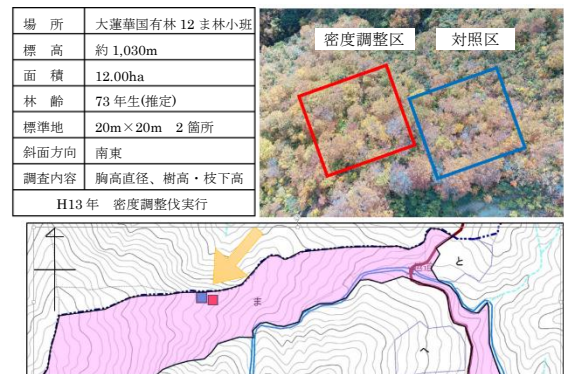 場 所 大蓮華国有林 12 ま林小班
標 高 約 1,030m
面 積 12.00ha
林 齢 73 年生(推定)
標準地 20m×20m 2 箇所
斜面方向 南東
調査内容 胸高直径、樹高・枝下高
H13 年 密度調整伐実行
密度調整区 対照区
と
ま
へ